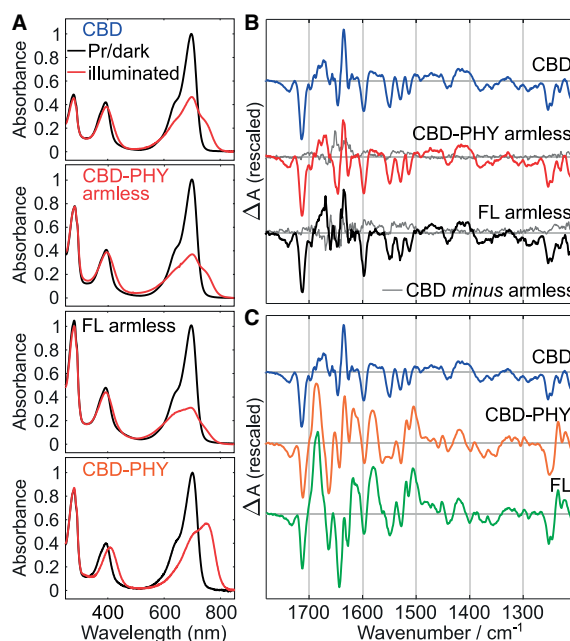 A
CBD
Pr/dark
illuminated
Absorbance
1
0.8
0.6
0.4
0.2
0
CBD-PHY
armless
Absorbance
1
0.8
0.6
0.4
0.2
0
FL armless
Absorbance
1
0.8
0.6
0.4
0.2
0
CBD-PHY
Absorbance
1
0.8
0.6
0.4
0.2
0
400 600 800
Wavelength (nm)
B
CBD
CBD-PHY armless
FL armless
CBD minus armless
ΔA (rescaled)
C
CBD
CBD-PHY
FL
ΔA (rescaled)
1700 1600 1500 1400 1300
Wavenumber / cm-1